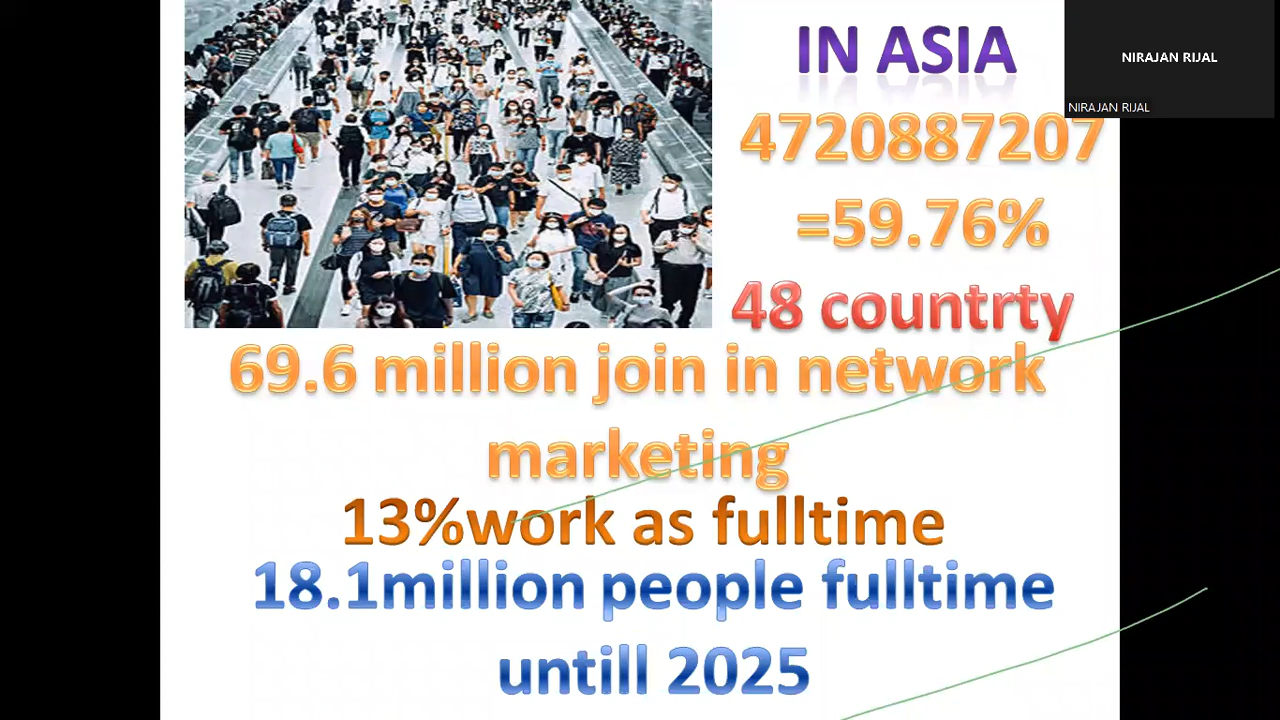 IN ASIA
NIRAJAN RIJAL
NIRAJAN RIJAL
4720887207
=59.76%
48 countrty
69.6 million join in network
marketing
13%work as fulltime
18.1million people fulltime
untill 2025